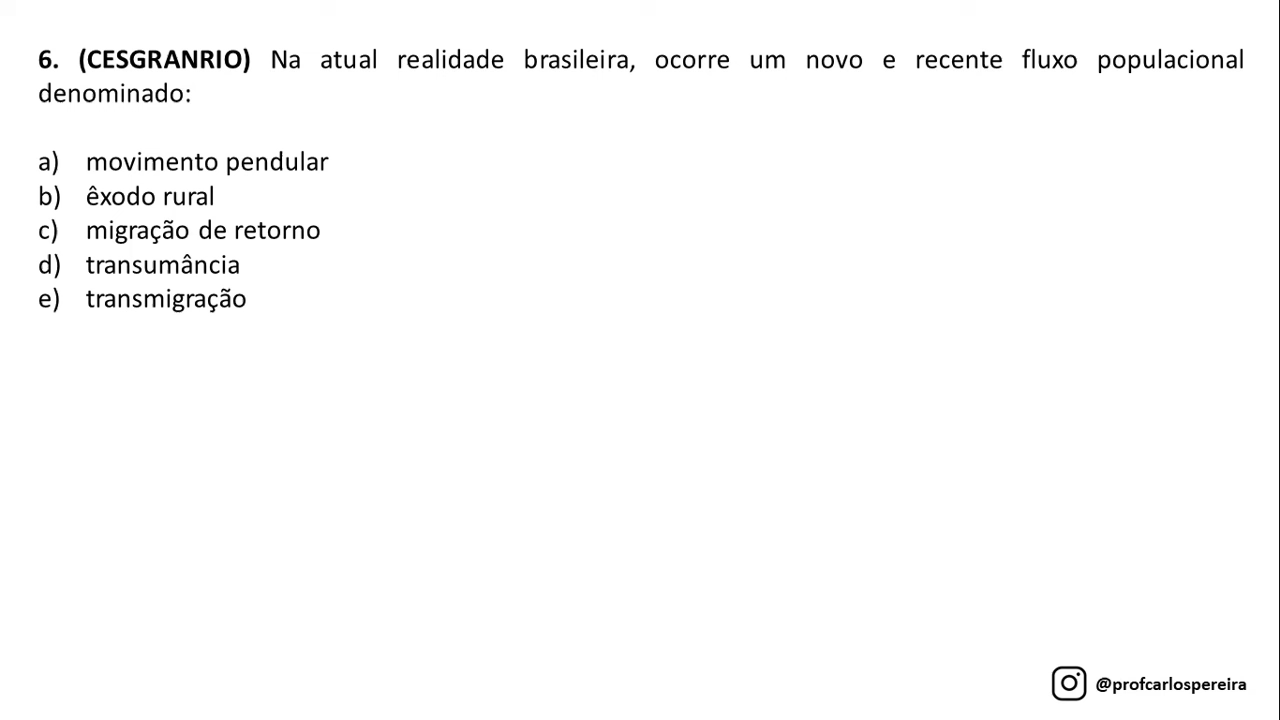 6. (CESGRANRIO) Na atual realidade brasileira, ocorre um novo e recente fluxo populacional
denominado:
a) movimento pendular
b) êxodo rural
c) migração de retorno
d) transumância
e) transmigração
@profcarlospereira